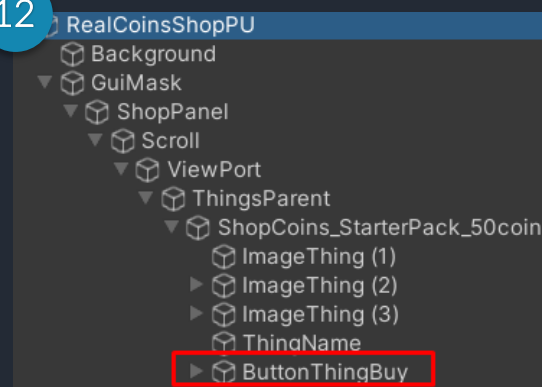 12
RealCoinsShopPU
Background
GuiMask
ShopPanel
Scroll
ViewPort
ThingsParent
ShopCoins_StarterPack_50coin
ImageThing (1)
ImageThing (2)
ImageThing (3)
ThingName
ButtonThingBuy